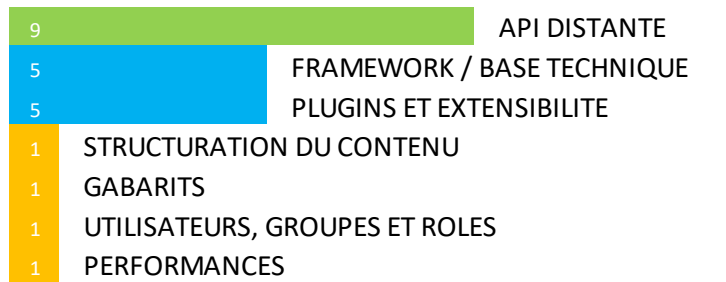 9 API DISTANTE
5 FRAMEWORK / BASE TECHNIQUE
5 PLUGINS ET EXTENSIBILITE
1 STRUCTURATION DU CONTENU
1 GABARITS
1 UTILISATEURS, GROUPES ET ROLES
1 PERFORMANCES